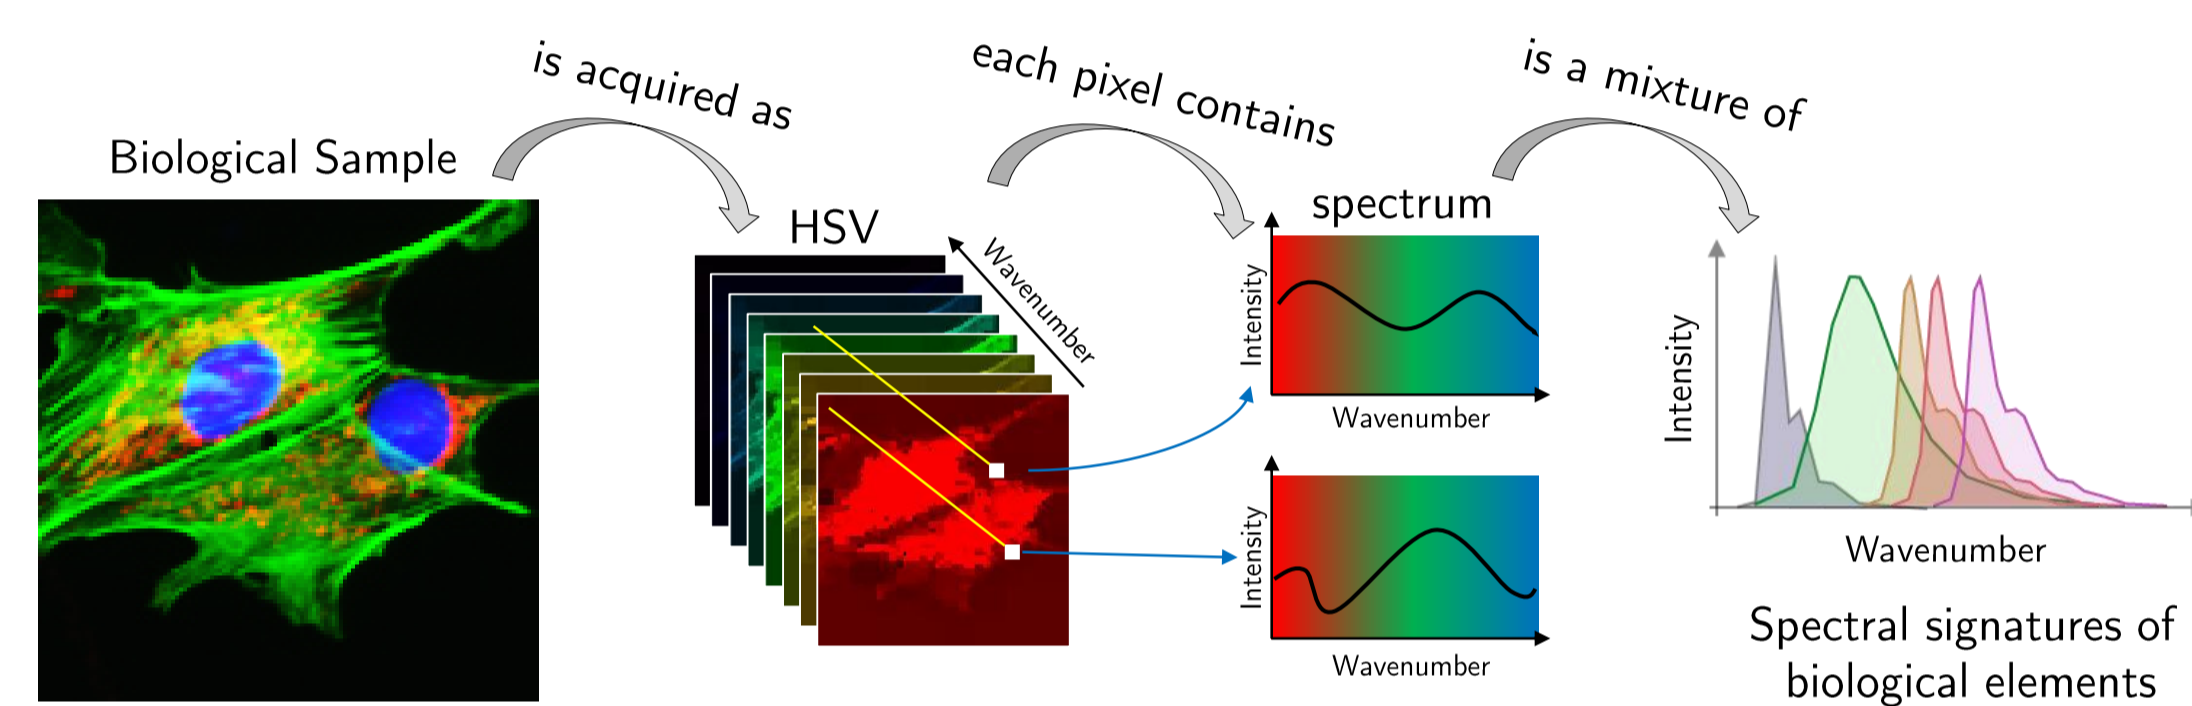 is acquired as
each pixel contains
is a mixture of
Biological Sample
HSV
Wavenumber
spectrum
Intensity
Wavenumber
Intensity
Wavenumber
Intensity
Wavenumber
Spectral signatures of
biological elements